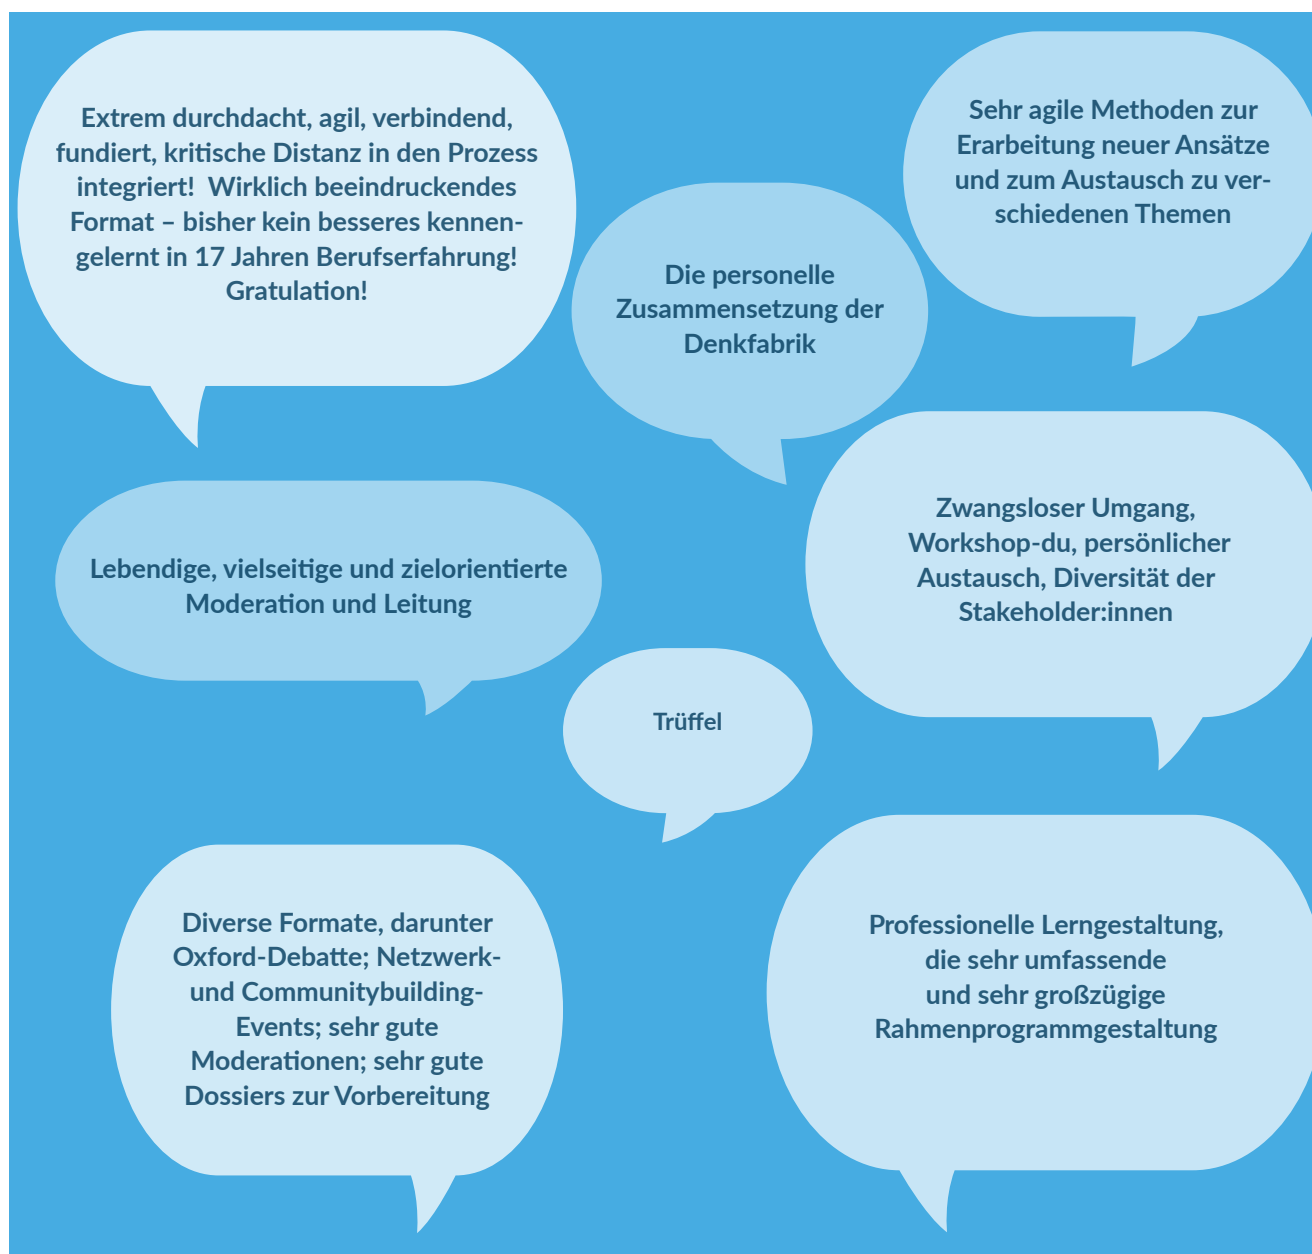 Extrem durchdacht, agil, verbindend,
fundiert, kritische Distanz in den Prozess
integriert!  Wirklich beeindruckendes
Format – bisher kein besseres kennen-
gelernt in 17 Jahren Berufserfahrung!
Gratulation!
Sehr agile Methoden zur
Erarbeitung neuer Ansätze
und zum Austausch zu ver-
schiedenen Themen
Die personelle
Zusammensetzung der
Denkfabrik
Zwangsloser Umgang,
Workshop-du, persönlicher
Austausch, Diversität der
Stakeholder:innen
Lebendige, vielseitige und zielorientierte
Moderation und Leitung
Trüffel
Diverse Formate, darunter
Oxford-Debatte; Netzwerk-
und Communitybuilding-
Events; sehr gute
Moderationen; sehr gute
Dossiers zur Vorbereitung
Professionelle Lerngestaltung,
die sehr umfassende
und sehr großzügige
Rahmenprogrammgestaltung